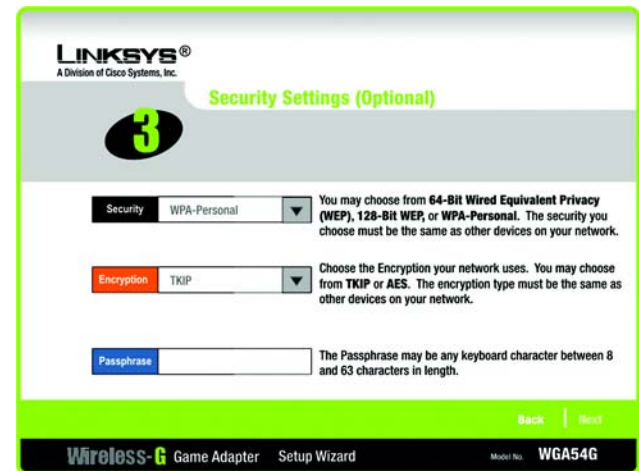 LINKSYS®
A Division of Cisco Systems, Inc.
Security Settings (Optional)
3
Security
WPA-Personal
You may choose from 64-Bit Wired Equivalent Privacy
(WEP), 128-Bit WEP, or WPA-Personal. The security you
choose must be the same as other devices on your network.
Encryption
TKIP
Choose the Encryption your network uses. You may choose
from TKIP or AES. The encryption type must be the same as
other devices on your network.
Passphrase
The Passphrase may be any keyboard character between 8
and 63 characters in length.
Back | Next
Wireless-G Game Adapter Setup Wizard Model No. WGA54G